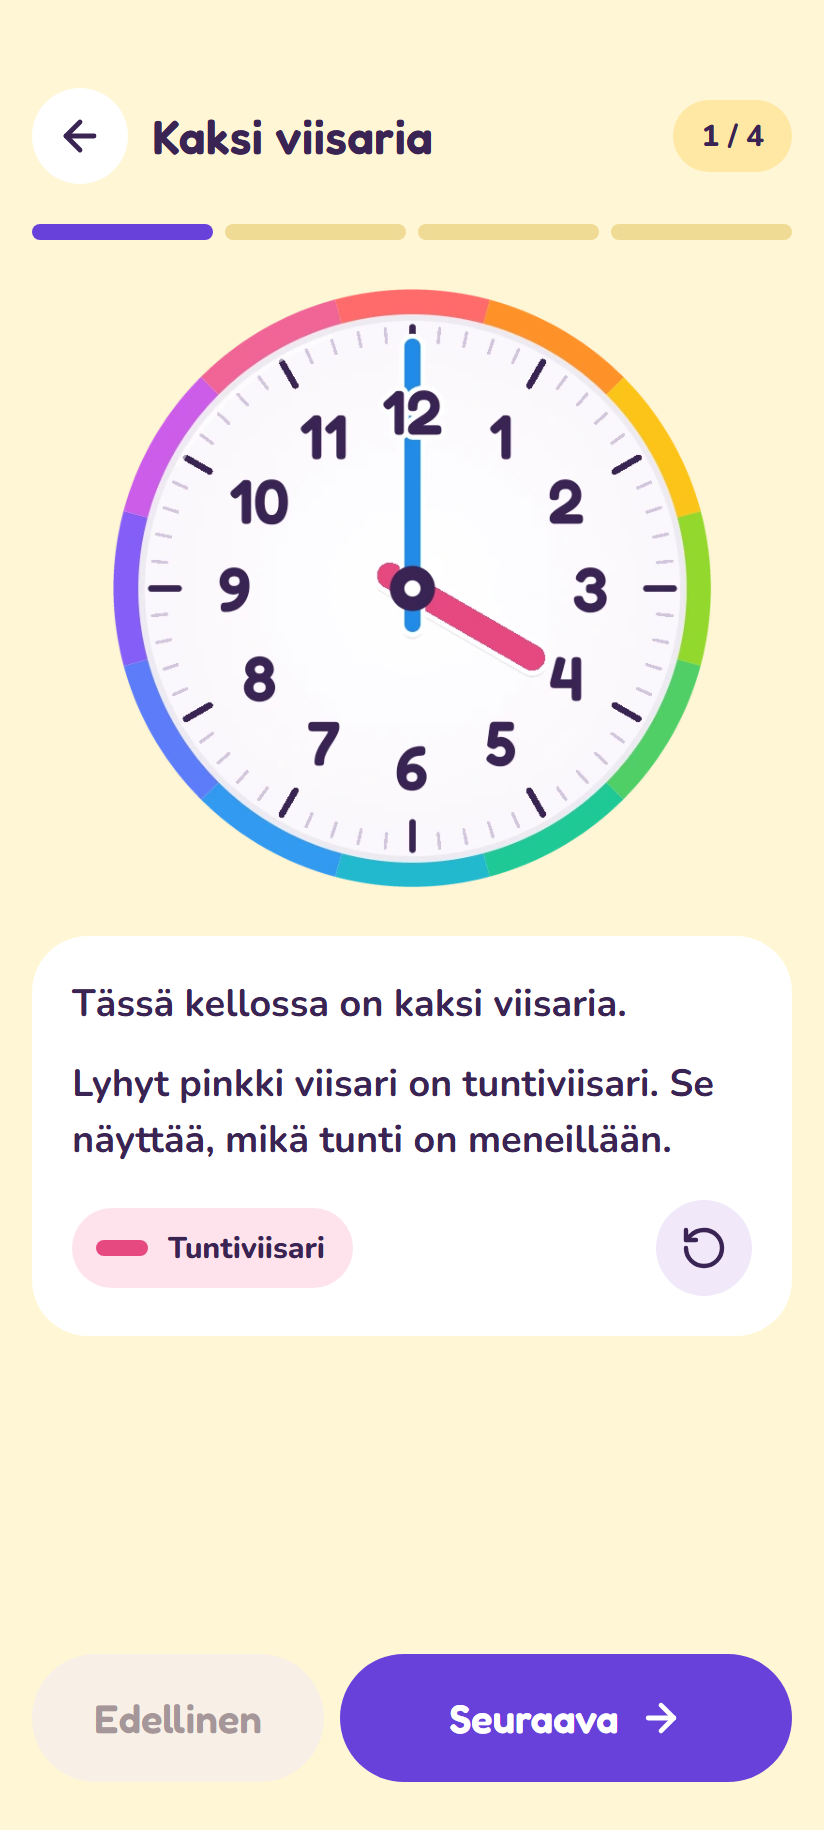 Kaksi viisaria
1 / 4
12
1
2
3
4
5
6
7
8
9
10
11
Tässä kellossa on kaksi viisaria.
Lyhyt pinkki viisari on tuntiviisari. Se
näyttää, mikä tunti on meneillään.
Tuntiviisari
Edellinen
Seuraava